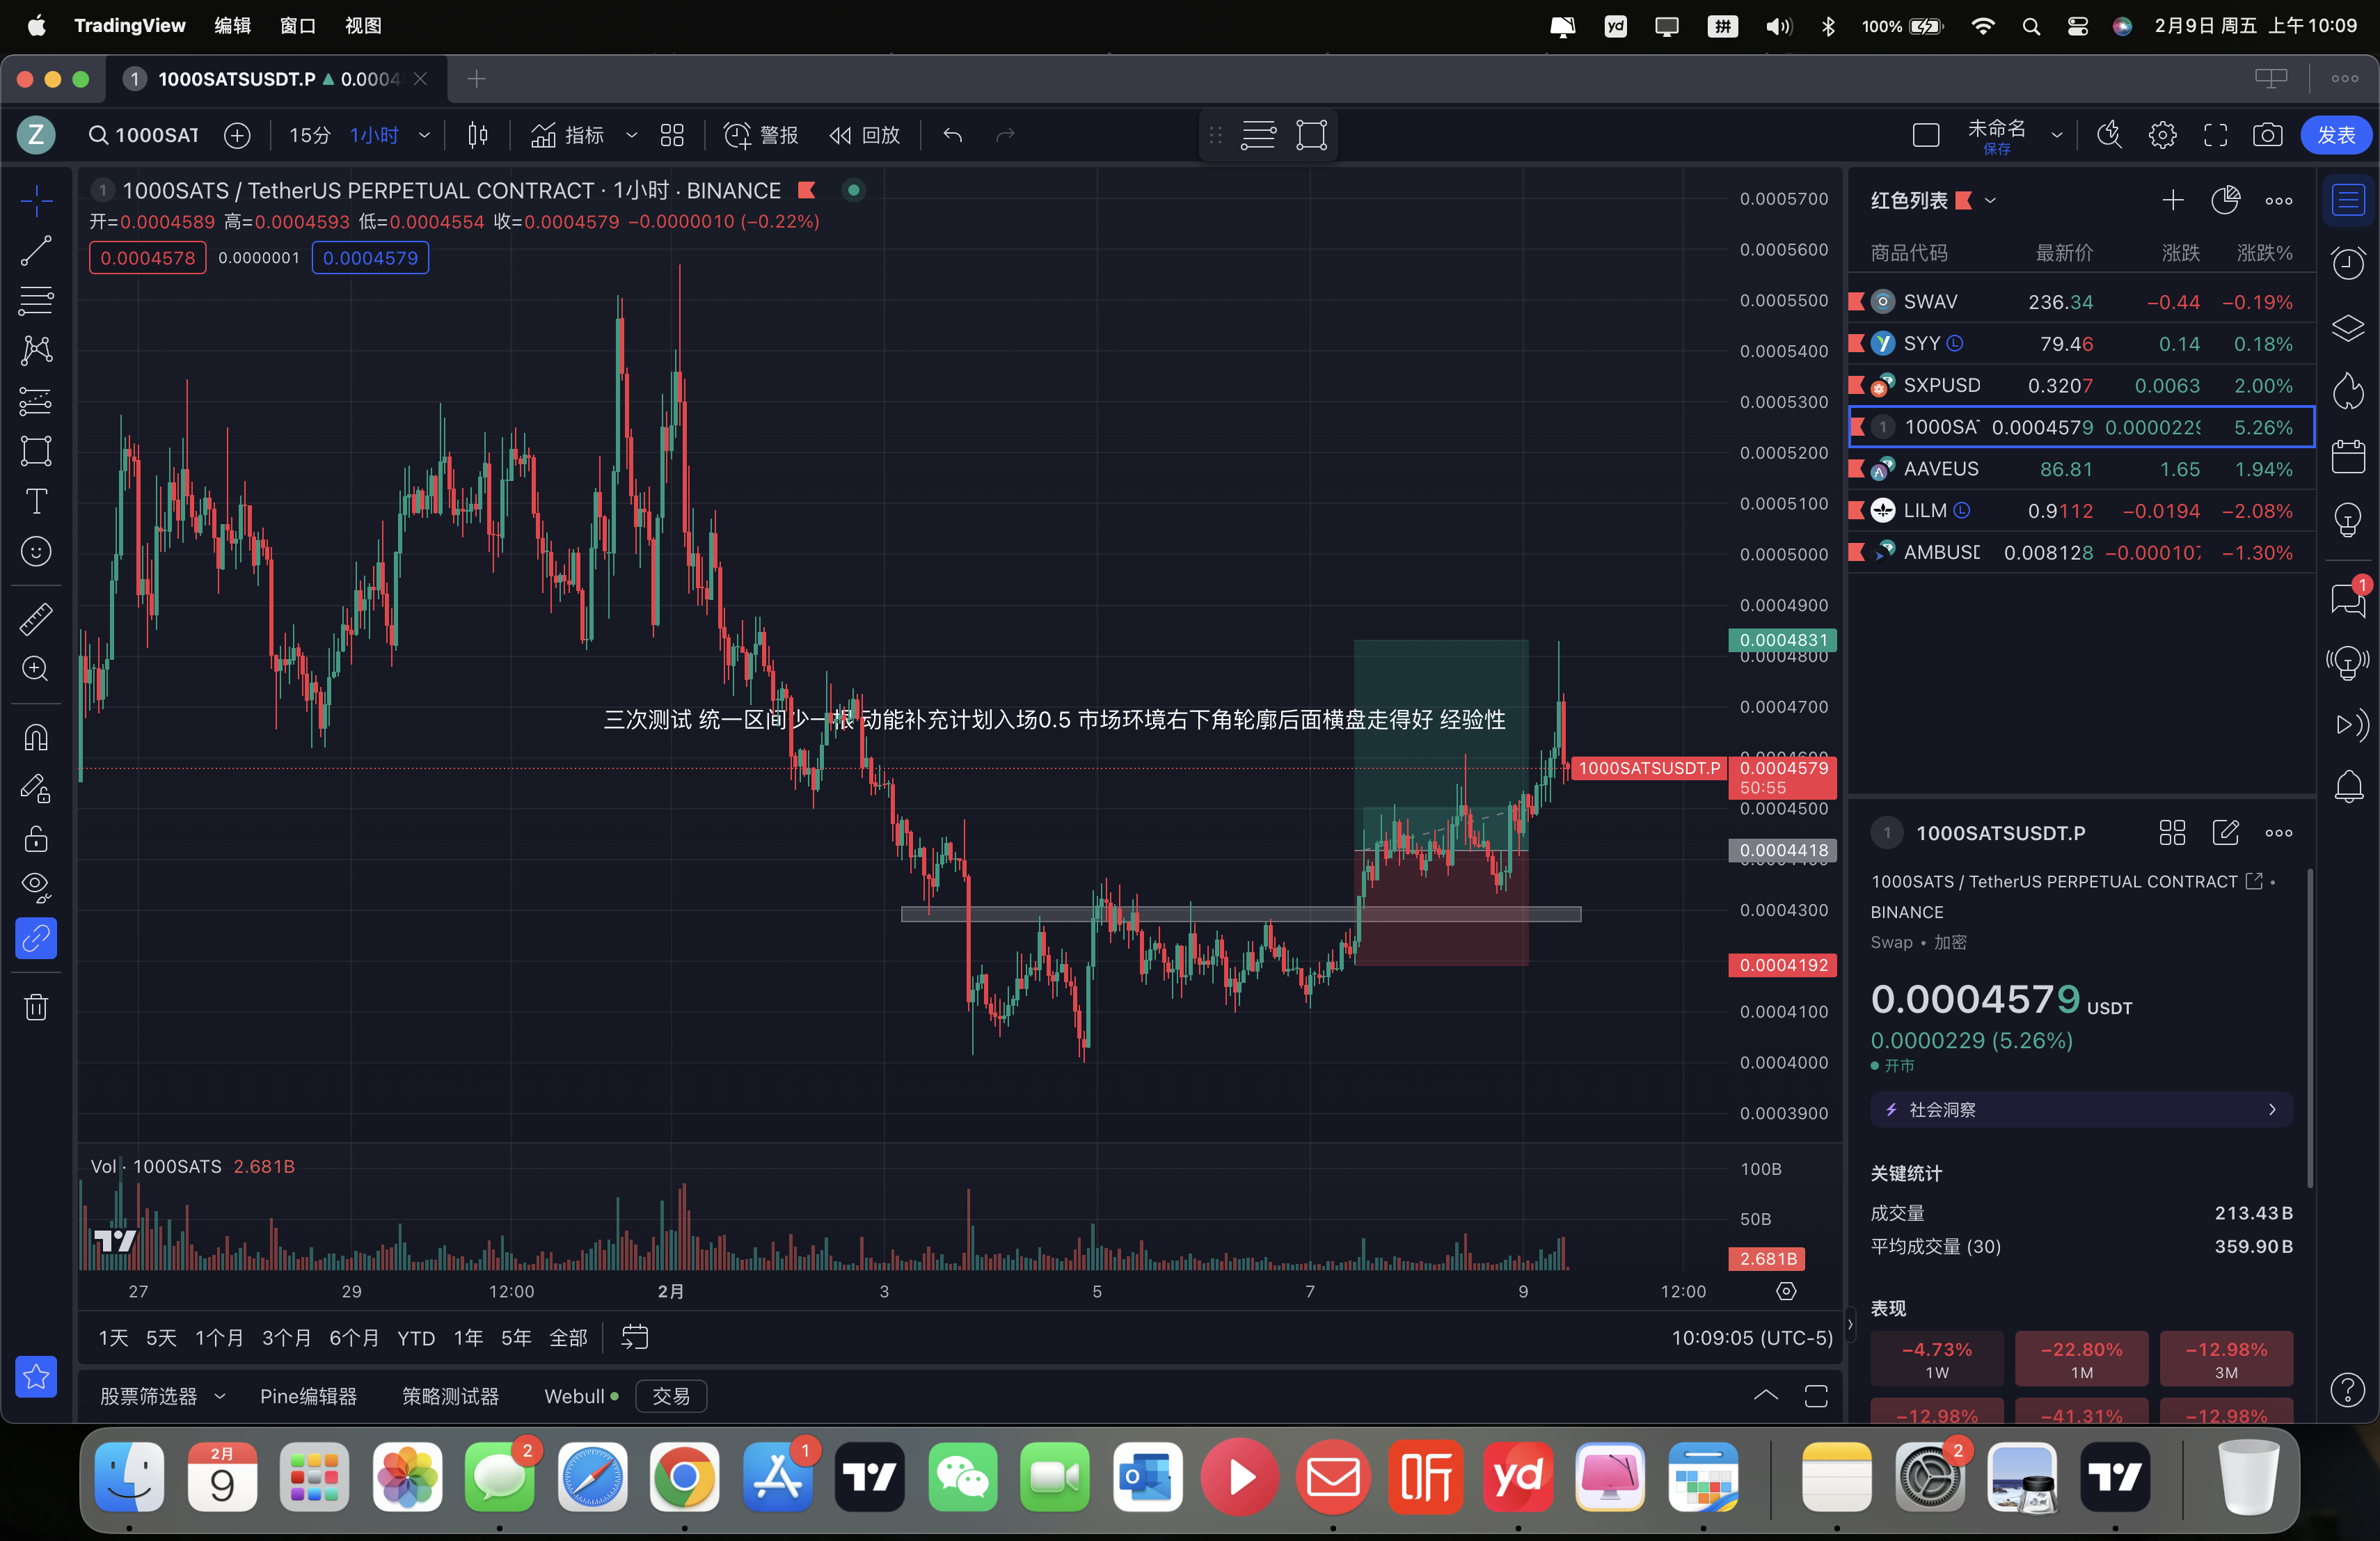 TradingView 编辑 窗口 视图
yd 拼 100% 2月9日 周五 上午10:09
1 1000SATSUSDT.P ▲ 0.0004
Z 1000SAT 15分 1小时 指标 警报 回放 未命名 保存 发表
1 1000SATS / TetherUS PERPETUAL CONTRACT · 1小时 · BINANCE
开=0.0004589 高=0.0004593 低=0.0004554 收=0.0004579 −0.0000010 (−0.22%)
0.0004578 0.0000001 0.0004579
三次测试 统一区间少一根 动能补充计划入场0.5 市场环境右下角轮廓后面横盘走得好 经验性
0.0005700
0.0005600
0.0005500
0.0005400
0.0005300
0.0005200
0.0005100
0.0005000
0.0004900
0.0004831
0.0004800
0.0004700
1000SATSUSDT.P 0.0004579
50:55
0.0004500
0.0004418
0.0004300
0.0004192
0.0004100
0.0004000
0.0003900
Vol · 1000SATS 2.681B
100B
50B
2.681B
27 29 12:00 2月 3 5 7 9 12:00
1天 5天 1个月 3个月 6个月 YTD 1年 5年 全部 10:09:05 (UTC-5)
股票筛选器 Pine编辑器 策略测试器 Webull 交易
红色列表
商品代码 最新价 涨跌 涨跌%
SWAV 236.34 −0.44 −0.19%
SYY L 79.46 0.14 0.18%
SXPUSD 0.3207 0.0063 2.00%
1 1000SA 0.0004579 0.0000229 5.26%
AAVEUS 86.81 1.65 1.94%
LILM L 0.9112 −0.0194 −2.08%
AMBUSD 0.008128 −0.000107 −1.30%
1
1 1000SATSUSDT.P
1000SATS / TetherUS PERPETUAL CONTRACT •
BINANCE
Swap • 加密
0.0004579 USDT
0.0000229 (5.26%)
开市
社会洞察
关键统计
成交量 213.43B
平均成交量 (30) 359.90B
表现
−4.73% −22.80% −12.98%
1W 1M 3M
−12.98% −41.31% −12.98%
2月 9 2 1 听 yd 2